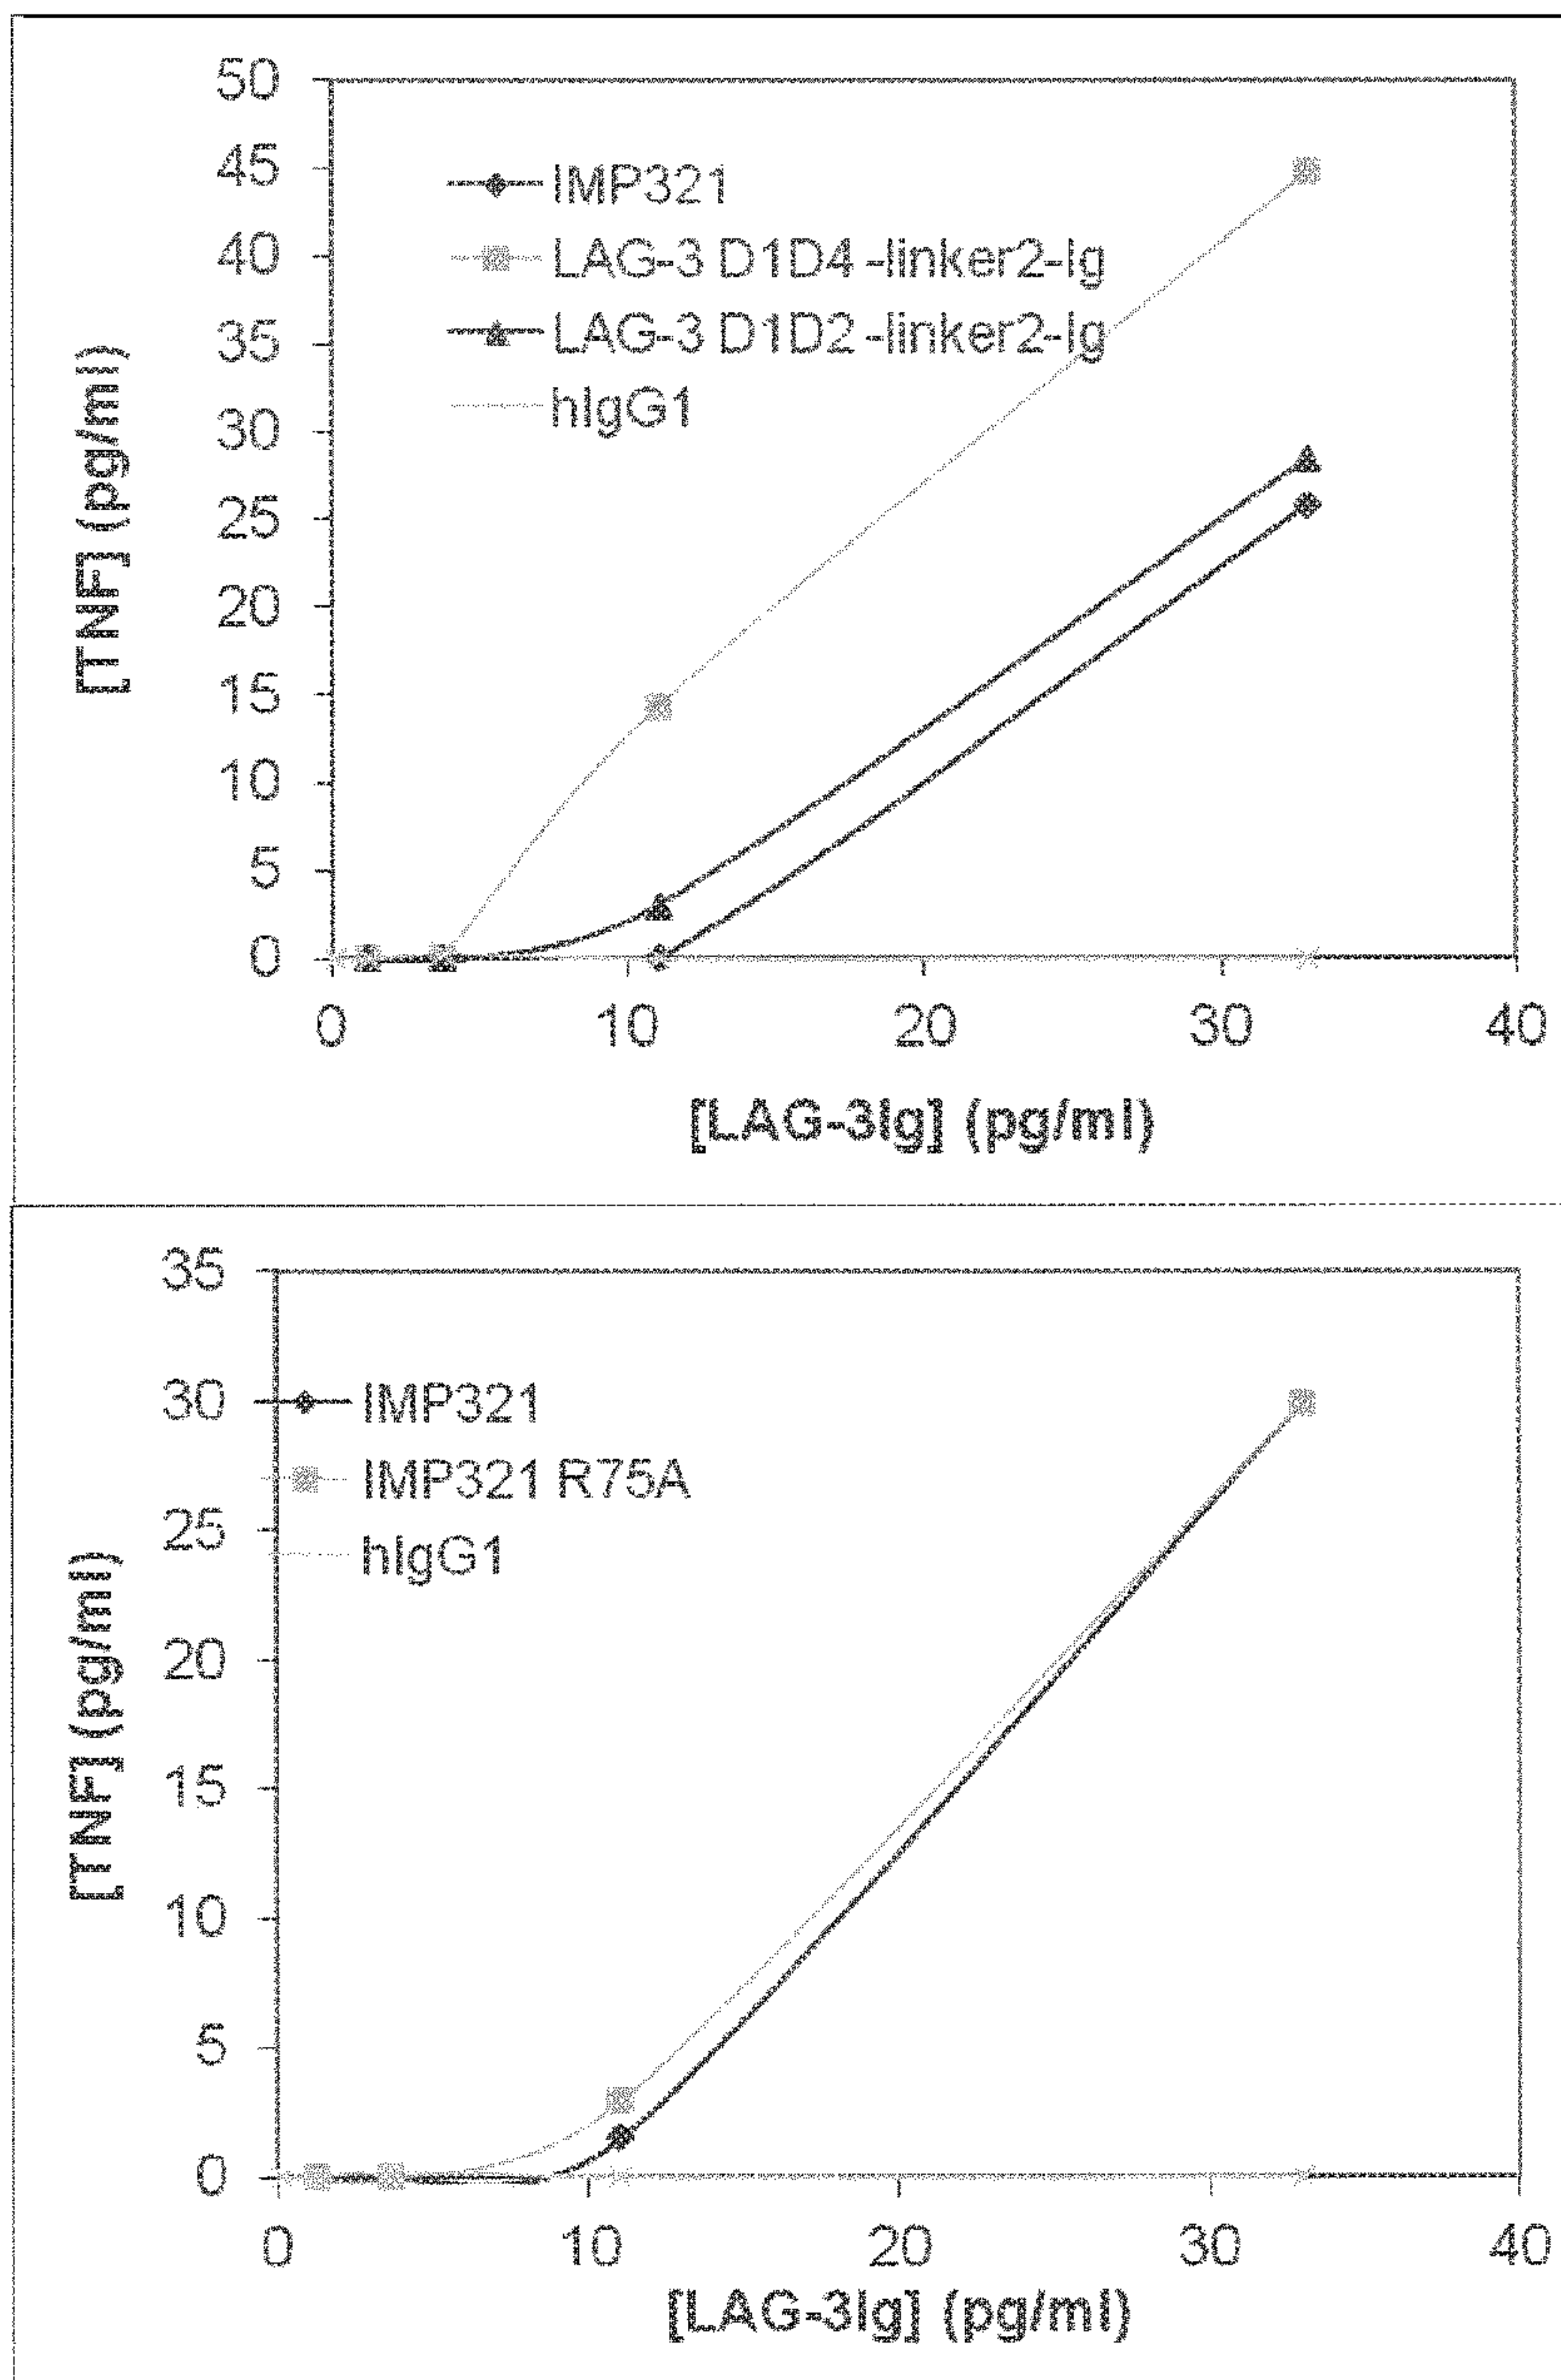 50
45
40
35
30
25
20
15
10
5
0
[TNF] (pg/ml)
IMP321
LAG-3 D1D4-linker2-Ig
LAG-3 D1D2-linker2-Ig
hIgG1
0 10 20 30 40
[LAG-3Ig] (pg/ml)
35
30
25
20
15
10
5
0
[TNF] (pg/ml)
IMP321
IMP321 R75A
hIgG1
0 10 20 30 40
[LAG-3Ig] (pg/ml)